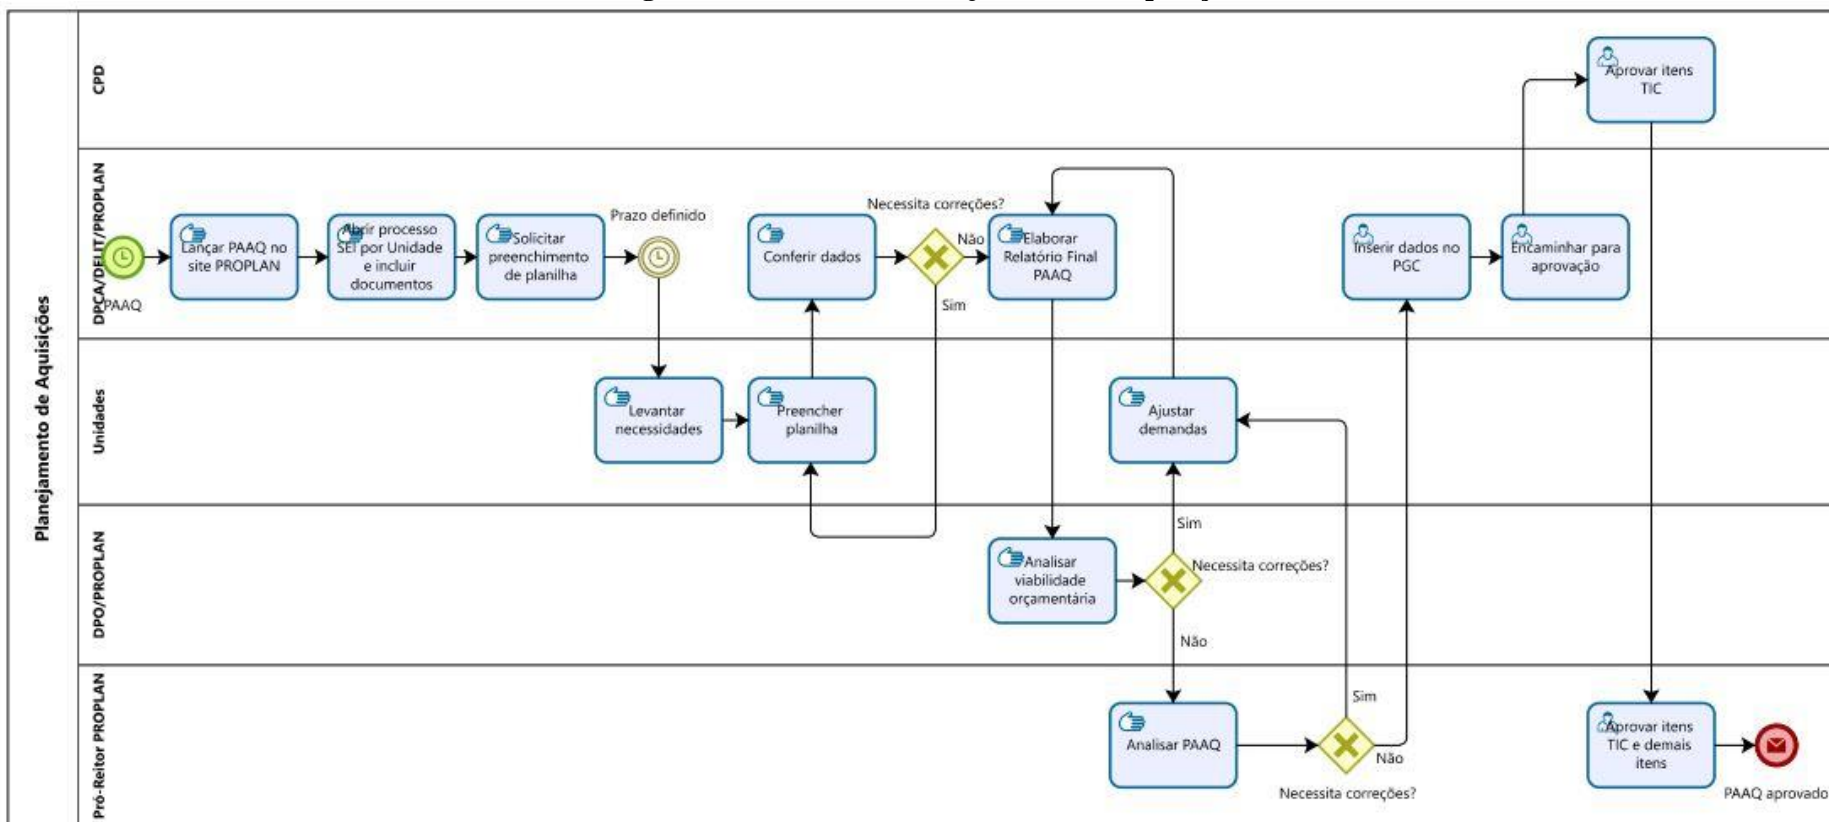 Planejamento de Aquisições
CPD
Aprovar itens
TIC
DPCA/DELIT/PROPLAN
PAAQ
Lançar PAAQ no
site PROPLAN
Abrir processo
SEI por Unidade
e incluir
documentos
Solicitar
preenchimento
de planilha
Prazo definido
Conferir dados
Necessita correções?
Não
Sim
Elaborar
Relatório Final
PAAQ
Inserir dados no
PGC
Encaminhar para
aprovação
Unidades
Levantar
necessidades
Preencher
planilha
Ajustar
demandas
DPO/PROPLAN
Analisar
viabilidade
orçamentária
Sim
Necessita correções?
Não
Pró-Reitor PROPLAN
Analisar PAAQ
Sim
Não
Necessita correções?
Aprovar itens
TIC e demais
itens
PAAQ aprovado